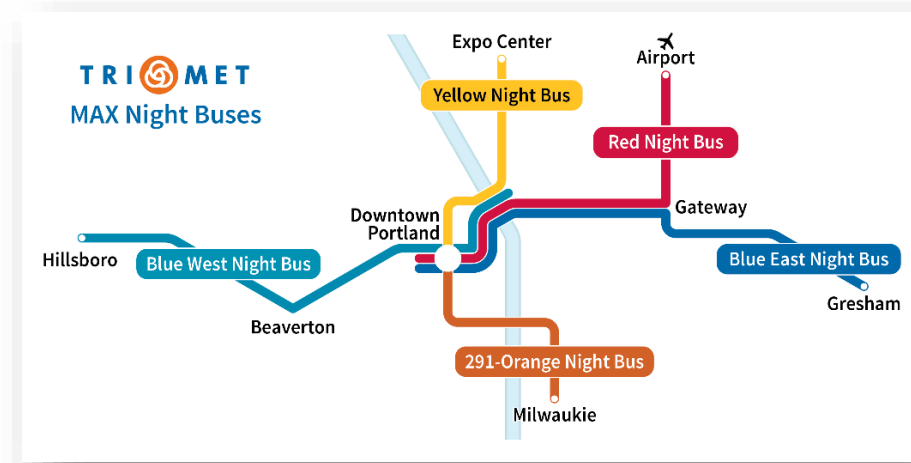 TRIMET
MAX Night Buses
Expo Center
Yellow Night Bus
Airport
Red Night Bus
Downtown
Portland
Gateway
Hillsboro
Blue West Night Bus
Blue East Night Bus
Gresham
Beaverton
291-Orange Night Bus
Milwaukie